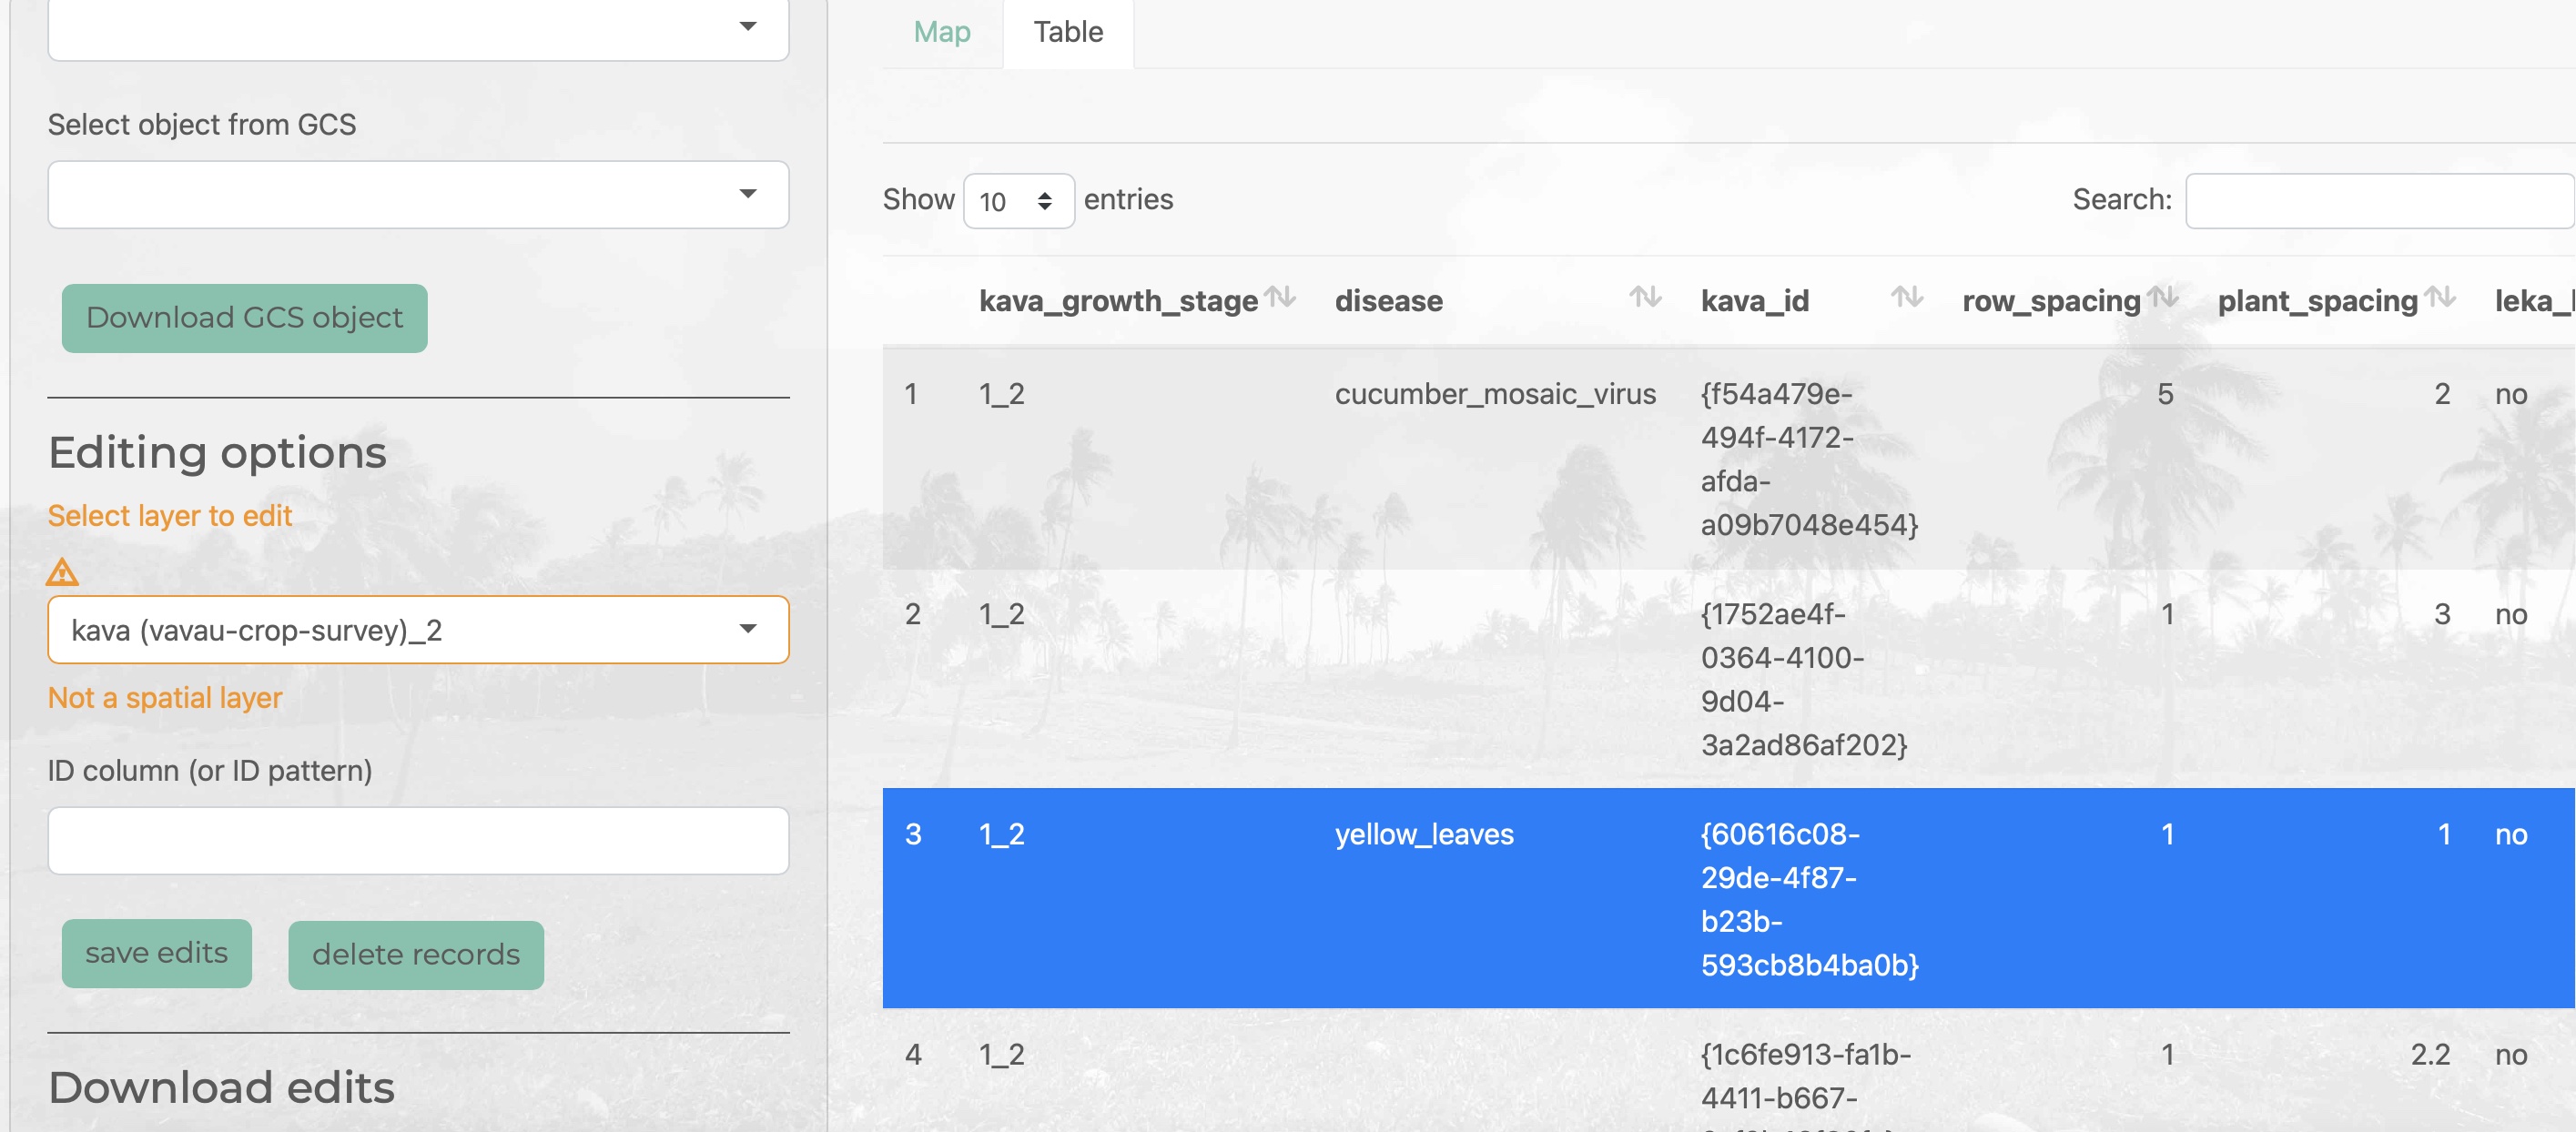 Map Table
Select object from GCS
Download GCS object
Editing options
Select layer to edit
kava (vavau-crop-survey)_2
Not a spatial layer
ID column (or ID pattern)
save edits delete records
Download edits
Show 10 entries Search:
kava_growth_stage disease kava_id row_spacing plant_spacing leka_
1 1_2 cucumber_mosaic_virus {f54a479e- 5 2 no
494f-4172-
afda-
a09b7048e454}
2 1_2 {1752ae4f- 1 3 no
0364-4100-
9d04-
3a2ad86af202}
3 1_2 yellow_leaves {60616c08- 1 1 no
29de-4f87-
b23b-
593cb8b4ba0b}
4 1_2 {1c6fe913-fa1b- 1 2.2 no
4411-b667-